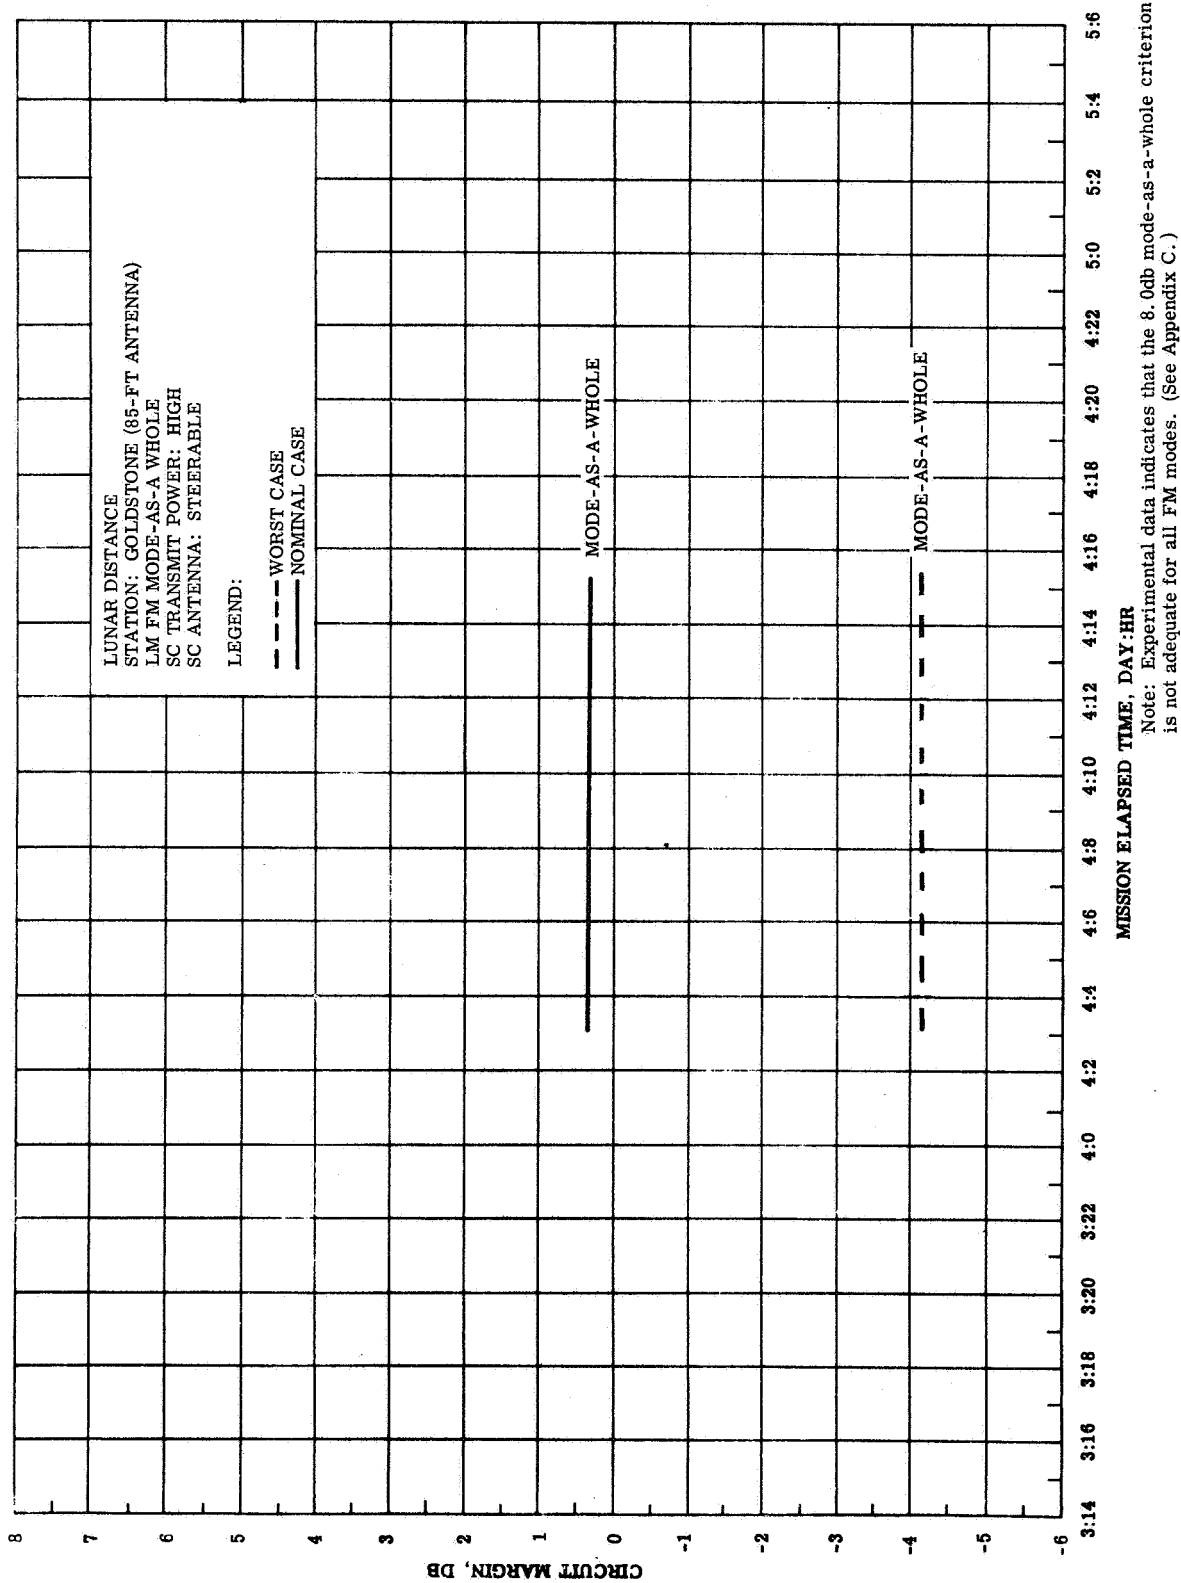 CIRCUIT MARGIN, DB
8
7
6
5
4
3
2
1
0
-1
-2
-3
-4
-5
-6
LUNAR DISTANCE
STATION: GOLDSTONE (85-FT ANTENNA)
LM FM MODE-AS-A WHOLE
SC TRANSMIT POWER: HIGH
SC ANTENNA: STEERABLE
LEGEND:
WORST CASE
NOMINAL CASE
MODE-AS-A-WHOLE
MODE-AS-A-WHOLE
3:14 3:16 3:18 3:20 3:22 4:0 4:2 4:4 4:6 4:8 4:10 4:12 4:14 4:16 4:18 4:20 4:22 5:0 5:2 5:4 5:6
MISSION ELAPSED TIME, DAY:HR
Note: Experimental data indicates that the 8.0db mode-as-a-whole criterion
is not adequate for all FM modes. (See Appendix C.)